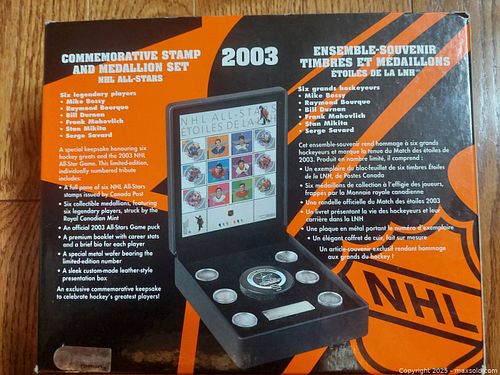 COMMEMORATIVE STAMP
AND MEDALLION SET
NHL ALL-STARS
Six legendary players
• Mike Bossy
• Raymond Bourque
• Bill Durnan
• Frank Mahovlich
• Stan Mikita
• Serge Savard
A special keepsake honouring six
hockey greats and the 2003 NHL
All-Star Game. This limited-edition,
individually numbered tribute
includes:
• A full pane of six NHL All-Stars
stamps issued by Canada Post
• Six collectible medallions, featuring
six legendary players, struck by the
Royal Canadian Mint
• An official 2003 All-Stars Game puck
• A premium booklet with career stats
and a brief bio for each player
• A special metal wafer bearing the
limited-edition number
• A sleek custom-made leather-style
presentation box
An exclusive commemorative keepsake
to celebrate hockey's greatest players!
2003
NHL ALL-STARS
ÉTOILES DE LA LNH
ENSEMBLE-SOUVENIR
TIMBRES ET MÉDAILLONS
ÉTOILES DE LA LNH
Six grands hockeyeurs
• Mike Bossy
• Raymond Bourque
• Bill Durnan
• Frank Mahovlich
• Stan Mikita
• Serge Savard
Cet ensemble-souvenir rend hommage à six grands
hockeyeurs et marque la tenue du Match des étoiles de
2003. Produit en nombre limité, il comprend :
• Un exemplaire du bloc-feuillet de six timbres Étoiles
de la LNH, de Postes Canada
• Six médaillons de collection à l'effigie des joueurs,
frappés par la Monnaie royale canadienne
• Une rondelle officielle du Match des étoiles 2003
• Un livret présentant la vie des hockeyeurs et leur
carrière dans la LNH
• Une plaque en métal portant le numéro d'exemplaire
• Un élégant coffret de cuir, fait sur mesure
Un article-souvenir exclusif rendant hommage
aux grands du hockey !
NHL
Copyright 2025 - maxsold.com